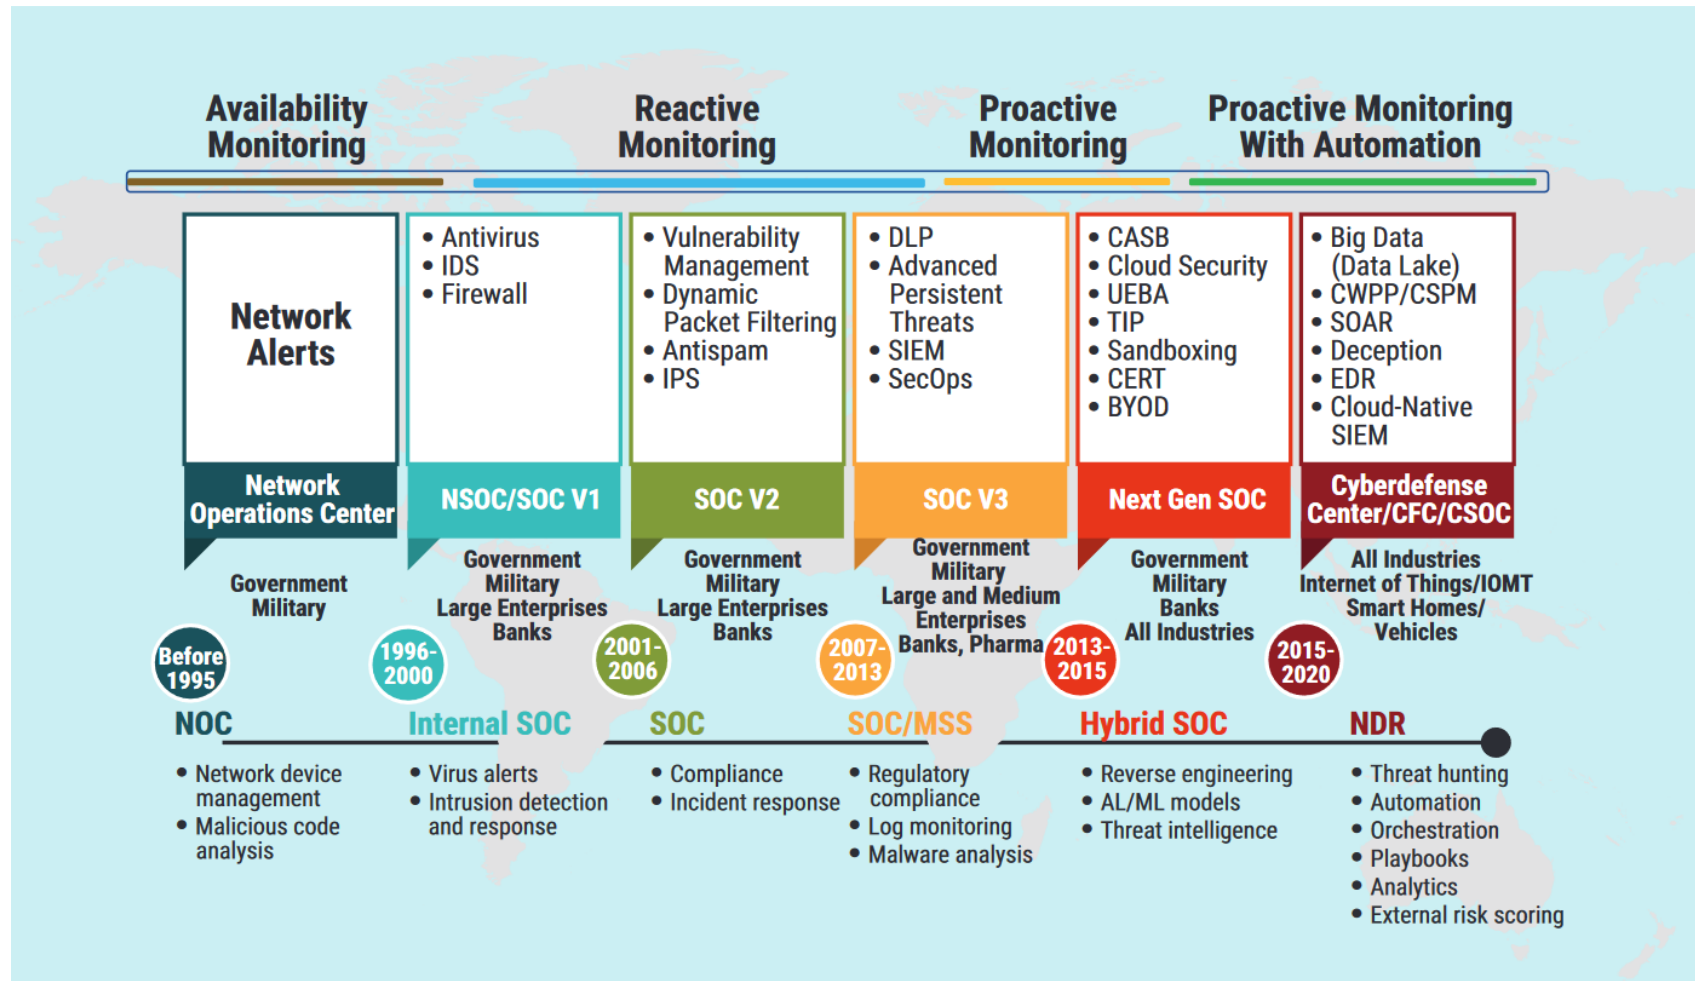 Availability
Monitoring
Reactive
Monitoring
Proactive
Monitoring
Proactive Monitoring
With Automation
Network
Alerts
• Antivirus
• IDS
• Firewall
• Vulnerability
Management
• Dynamic
Packet Filtering
• Antispam
• IPS
• DLP
• Advanced
Persistent
Threats
• SIEM
• SecOps
• CASB
• Cloud Security
• UEBA
• TIP
• Sandboxing
• CERT
• BYOD
• Big Data
(Data Lake)
• CWPP/CSPM
• SOAR
• Deception
• EDR
• Cloud-Native
SIEM
Network
Operations Center
NSOC/SOC V1
SOC V2
SOC V3
Next Gen SOC
Cyberdefense
Center/CFC/CSOC
Government
Military
Government
Military
Large Enterprises
Banks
Government
Military
Large Enterprises
Banks
Government
Military
Large and Medium
Enterprises
Banks, Pharma
Government
Military
Banks
All Industries
All Industries
Internet of Things/IOMT
Smart Homes/
Vehicles
Before
1995
1996-
2000
2001-
2006
2007-
2013
2013-
2015
2015-
2020
NOC
Internal SOC
SOC
SOC/MSS
Hybrid SOC
NDR
• Network device
management
• Malicious code
analysis
• Virus alerts
• Intrusion detection
and response
• Compliance
• Incident response
• Regulatory
compliance
• Log monitoring
• Malware analysis
• Reverse engineering
• AL/ML models
• Threat intelligence
• Threat hunting
• Automation
• Orchestration
• Playbooks
• Analytics
• External risk scoring